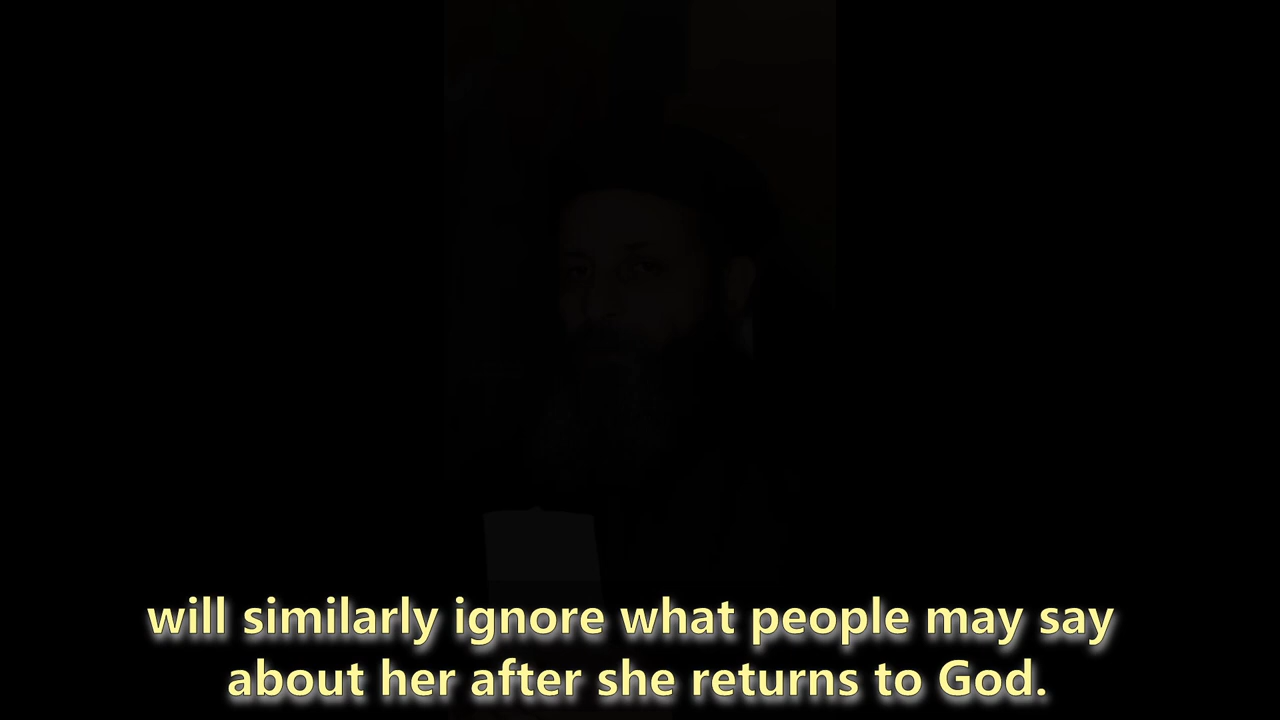 will similarly ignore what people may say
about her after she returns to God.